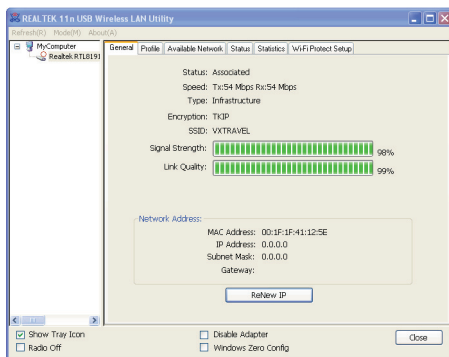 REALTEK 11n USB Wireless LAN Utility
Refresh(R) Mode(M) About(A)
MyComputer
Realtek RTL8191
General Profile Available Network Status Statistics Wi-Fi Protect Setup
Status: Associated
Speed: Tx:54 Mbps Rx:54 Mbps
Type: Infrastructure
Encryption: TKIP
SSID: VXTRAVEL
Signal Strength: 98%
Link Quality: 99%
Network Address:
MAC Address: 00:1F:1F:41:12:5E
IP Address: 0.0.0.0
Subnet Mask: 0.0.0.0
Gateway:
ReNew IP
Show Tray Icon Disable Adapter
Radio Off Windows Zero Config
Close